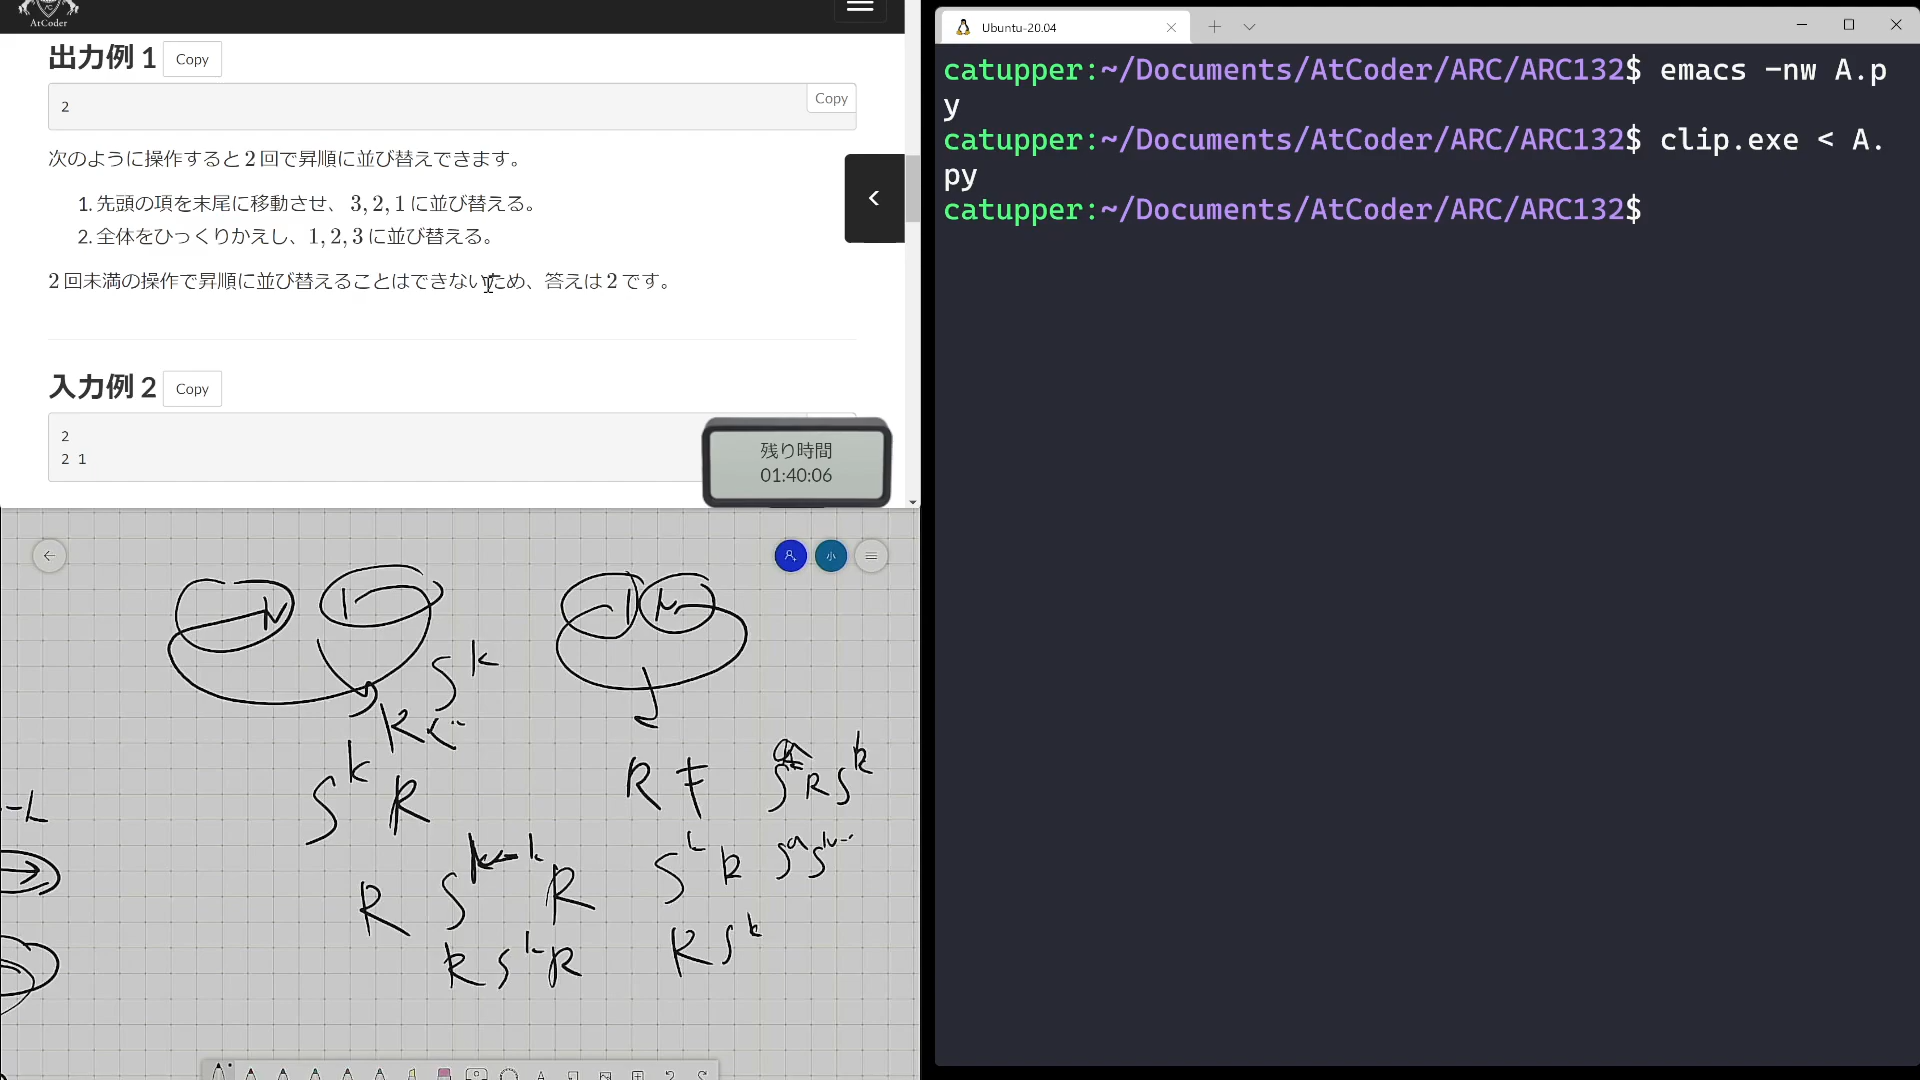 AtCoder
出力例 1 Copy
2
Copy
次のように操作すると 2 回で昇順に並び替えできます。
1. 先頭の項を末尾に移動させ、 3, 2, 1 に並び替える。
2. 全体をひっくりかえし、1, 2, 3 に並び替える。
2 回未満の操作で昇順に並び替えることはできないため、答えは 2 です。
入力例 2 Copy
2
2 1
残り時間
01:40:06
小
N
1
1
N
S^k
S^k R
R
S^k
R
S^k R
R
R S^k R
R S^k
-L
Ubuntu-20.04
catupper:~/Documents/AtCoder/ARC/ARC132$ emacs -nw A.p
y
catupper:~/Documents/AtCoder/ARC/ARC132$ clip.exe < A.
py
catupper:~/Documents/AtCoder/ARC/ARC132$